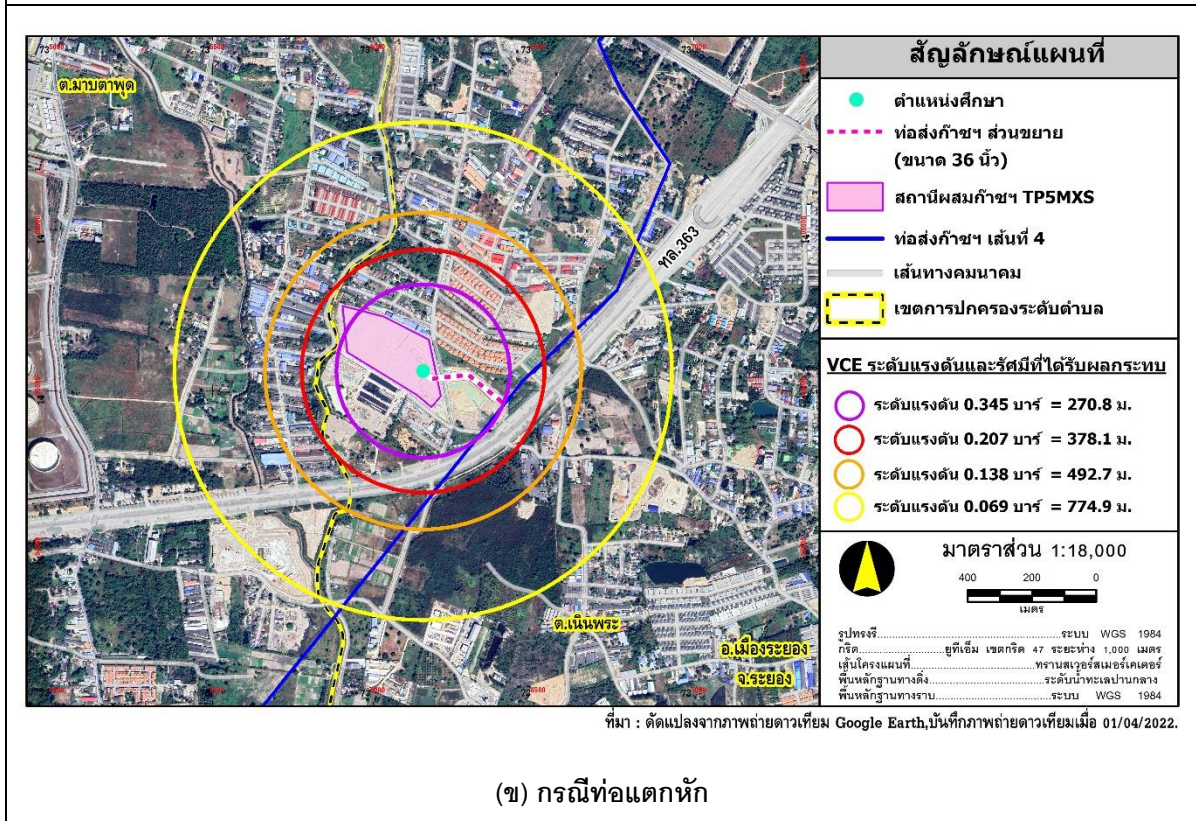 ต.มาบตาพุด
ทล.363
ต.เนินพระ
อ.เมืองระยอง
จ.ระยอง
สัญลักษณ์แผนที่
ตำแหน่งศึกษา
ท่อส่งก๊าซฯ ส่วนขยาย
(ขนาด 36 นิ้ว)
สถานีผสมก๊าซฯ TP5MXS
ท่อส่งก๊าซฯ เส้นที่ 4
เส้นทางคมนาคม
เขตการปกครองระดับตำบล
VCE ระดับแรงดันและรัศมีที่ได้รับผลกระทบ
ระดับแรงดัน 0.345 บาร์ = 270.8 ม.
ระดับแรงดัน 0.207 บาร์ = 378.1 ม.
ระดับแรงดัน 0.138 บาร์ = 492.7 ม.
ระดับแรงดัน 0.069 บาร์ = 774.9 ม.
มาตราส่วน 1:18,000
400 200 0
เมตร
รูปทรงรี...ระบบ WGS 1984
กริด...ยูทีเอ็ม เขตกริด 47 ระยะห่าง 1,000 เมตร
เส้นโครงแผนที่...ทรานสเวอร์สเมอร์เคเตอร์
พื้นหลักฐานทางดิ่ง...ระดับน้ำทะเลปานกลาง
พื้นหลักฐานทางราบ...ระบบ WGS 1984
ที่มา : ดัดแปลงจากภาพถ่ายดาวเทียม Google Earth,บันทึกภาพถ่ายดาวเทียมเมื่อ 01/04/2022.
(ข) กรณีท่อแตกหัก